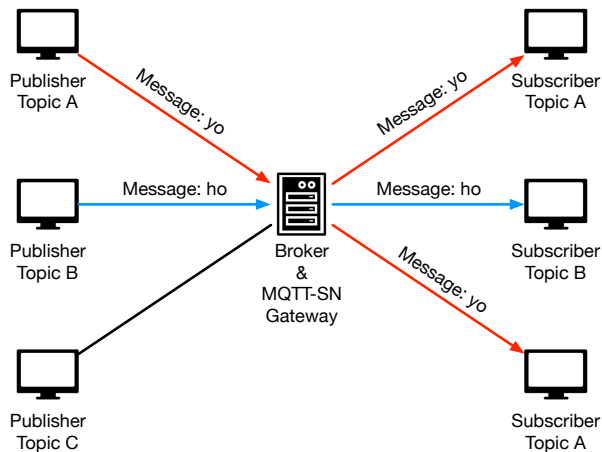 Publisher
Topic A
Message: yo
Message: yo
Subscriber
Topic A
Publisher
Topic B
Message: ho
Broker
&
MQTT-SN
Gateway
Message: ho
Subscriber
Topic B
Message: yo
Publisher
Topic C
Subscriber
Topic A